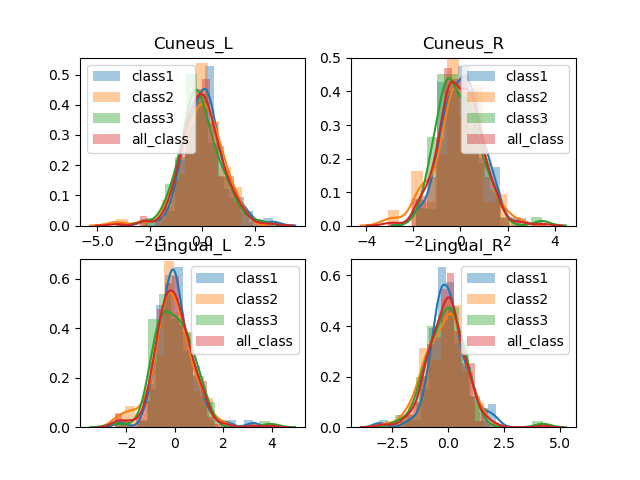 Cuneus_L
class1
class2
class3
all_class
0.5
0.4
0.3
0.2
0.1
0.0
−5.0 −2.5 0.0 2.5
Cuneus_R
class1
class2
class3
all_class
0.5
0.4
0.3
0.2
0.1
0.0
−4 −2 0 2 4
Lingual_L
class1
class2
class3
all_class
0.6
0.4
0.2
0.0
−2 0 2 4
Lingual_R
class1
class2
class3
all_class
0.6
0.4
0.2
0.0
−2.5 0.0 2.5 5.0